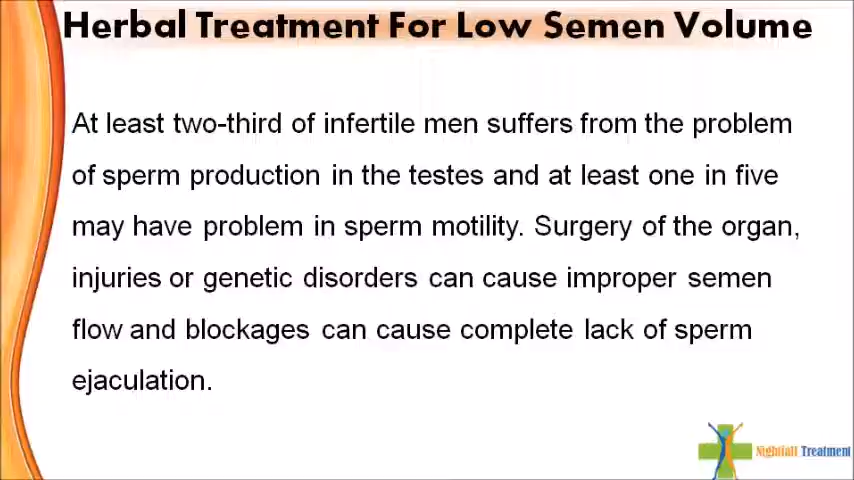 Herbal Treatment For Low Semen Volume
At least two-third of infertile men suffers from the problem
of sperm production in the testes and at least one in five
may have problem in sperm motility. Surgery of the organ,
injuries or genetic disorders can cause improper semen
flow and blockages can cause complete lack of sperm
ejaculation.
Nightfall Treatment